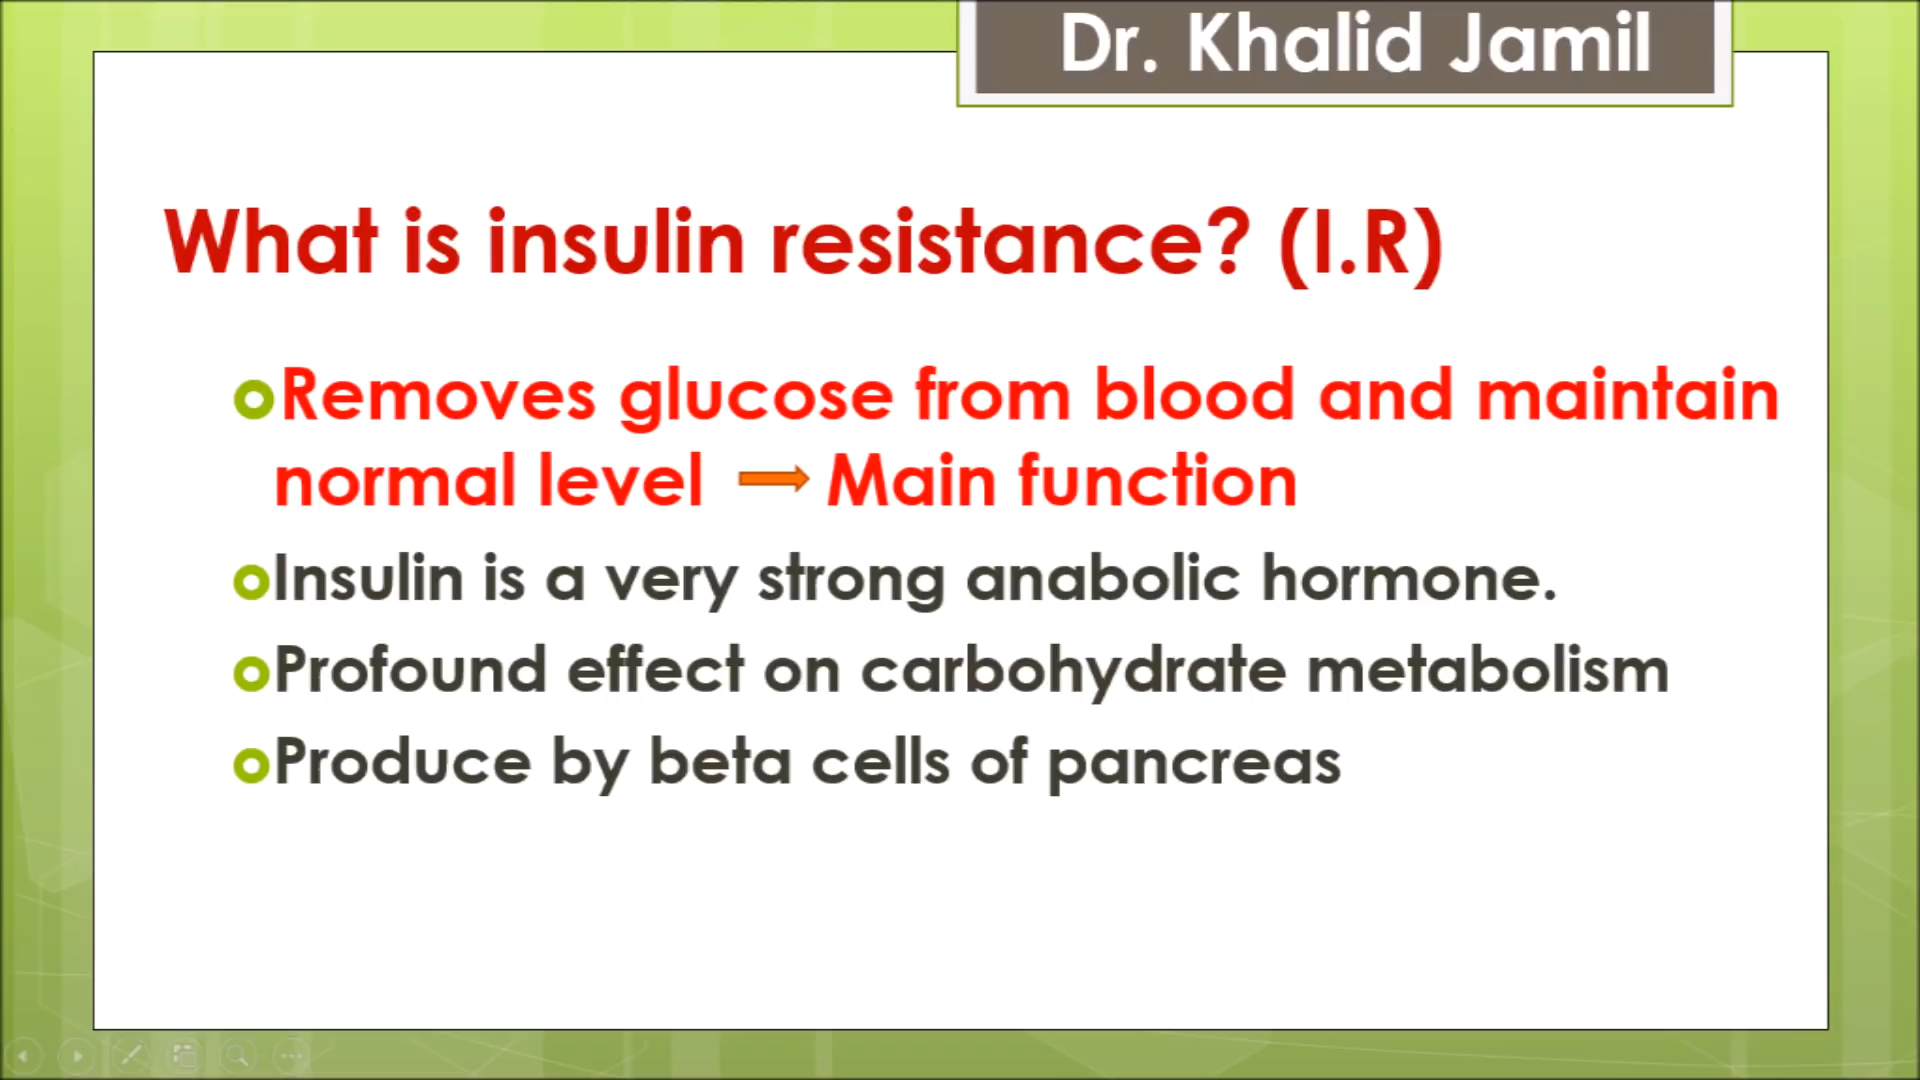 Dr. Khalid Jamil
What is insulin resistance? (I.R)
Removes glucose from blood and maintain
normal level → Main function
Insulin is a very strong anabolic hormone.
Profound effect on carbohydrate metabolism
Produce by beta cells of pancreas